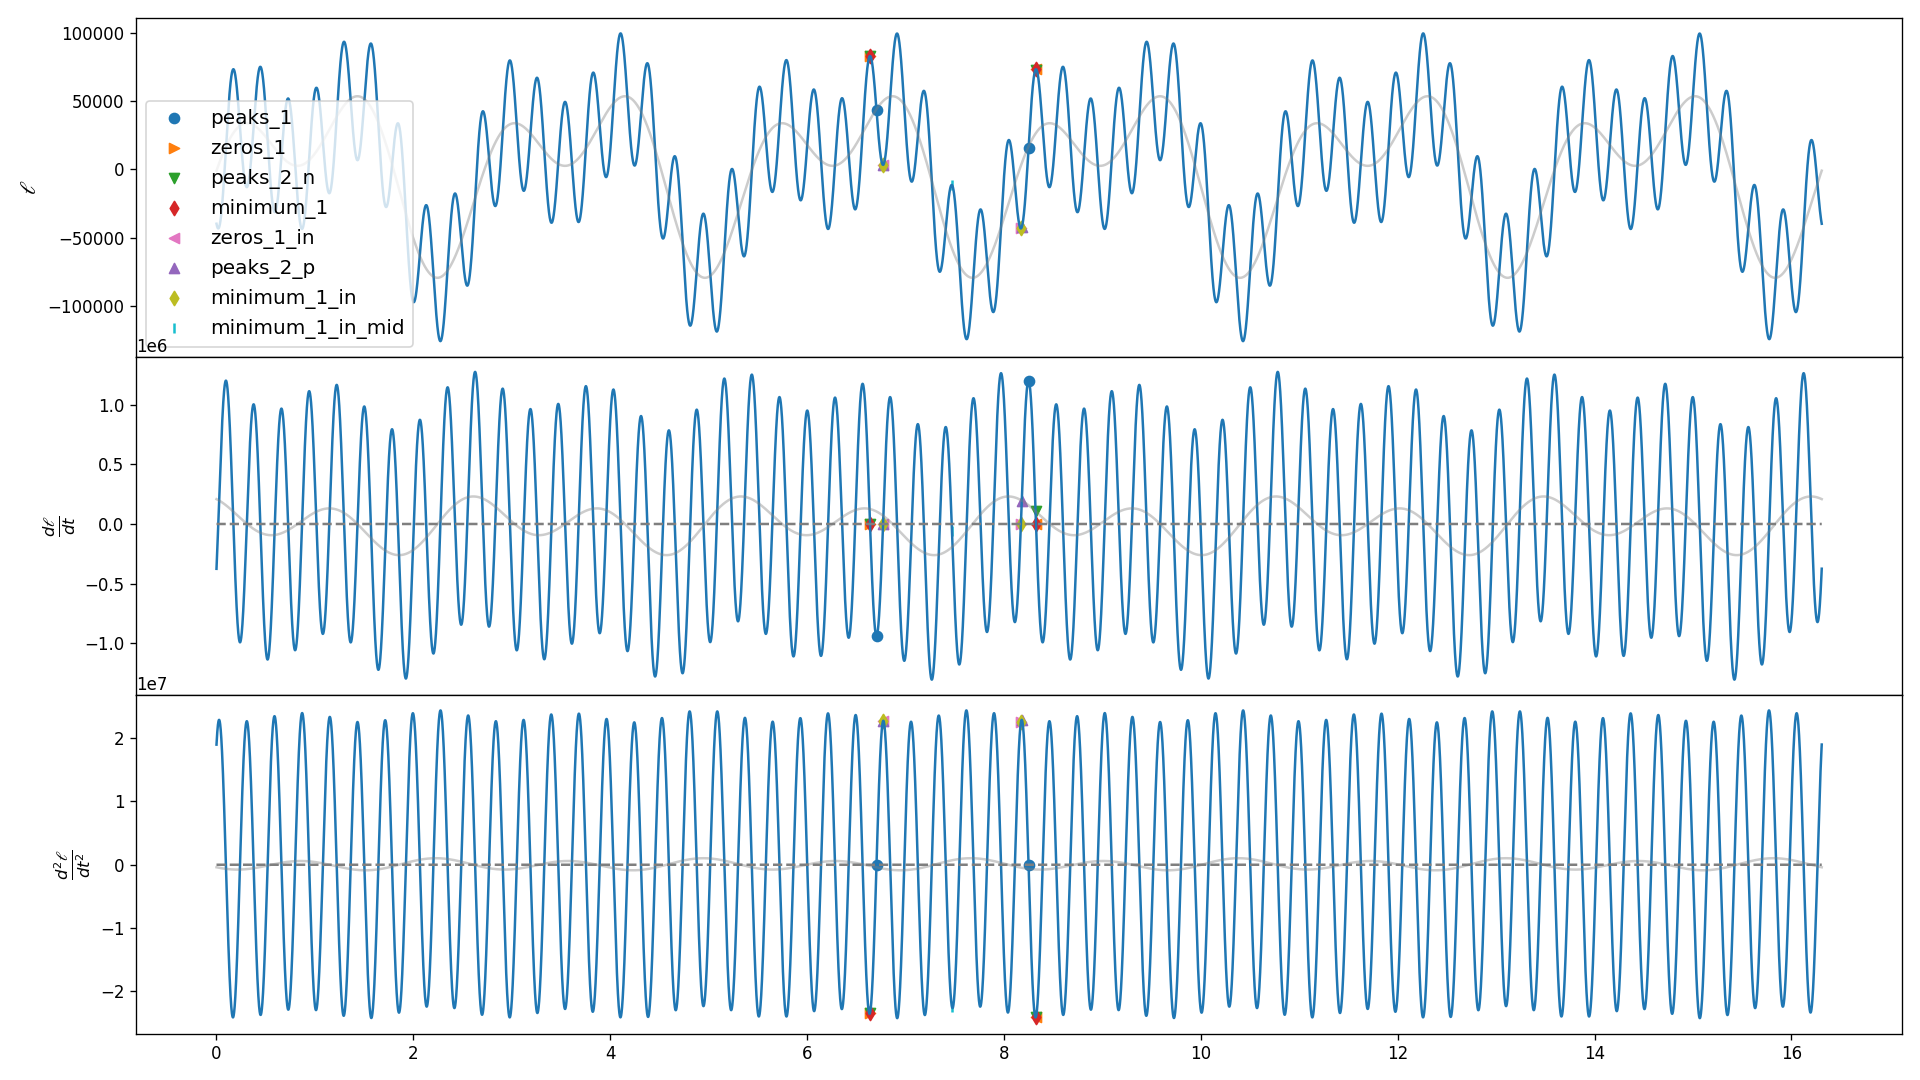 100000
50000
0
−50000
−100000
ℓ
peaks_1
zeros_1
peaks_2_n
minimum_1
zeros_1_in
peaks_2_p
minimum_1_in
minimum_1_in_mid
1e6
1.0
0.5
0.0
−0.5
−1.0
dℓ
dt
1e7
2
1
0
−1
−2
d²ℓ
dt²
0 2 4 6 8 10 12 14 16